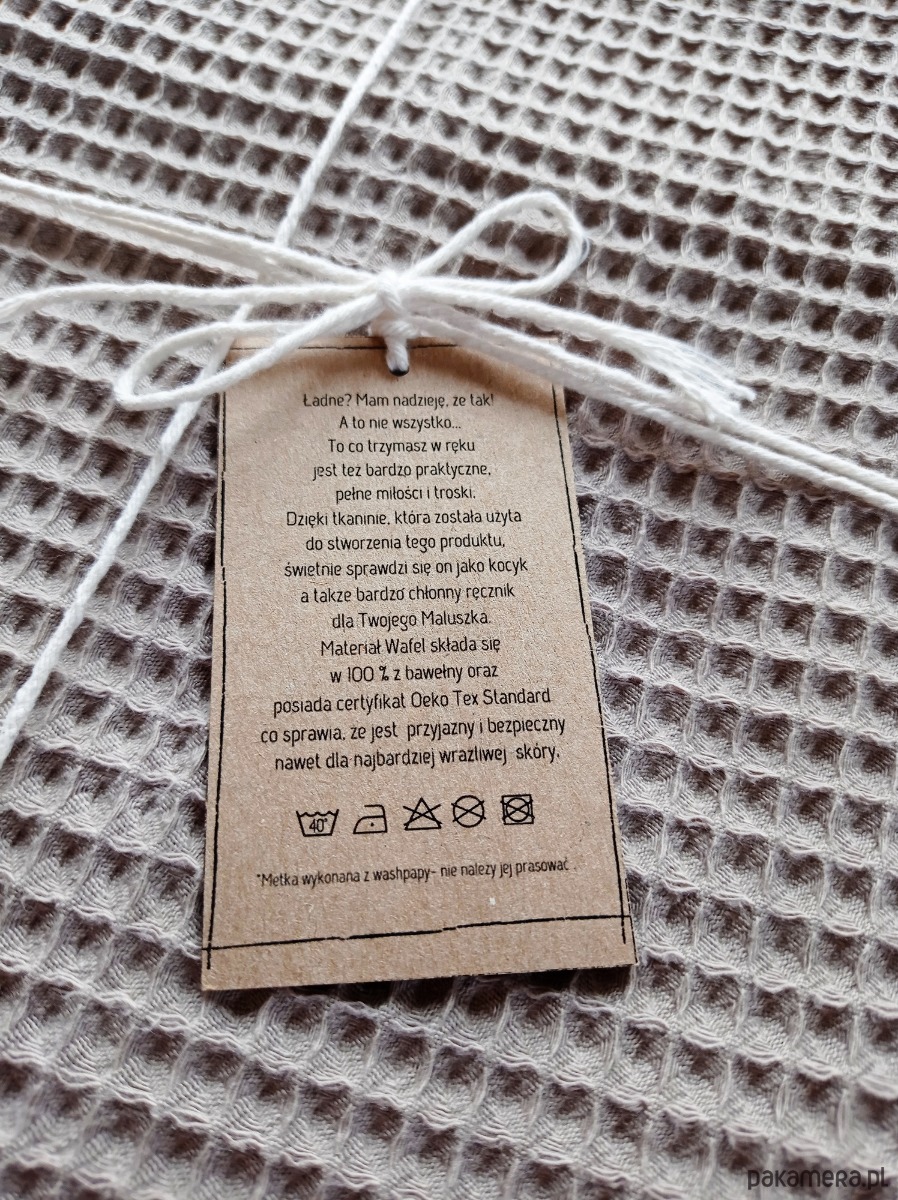 Ładne? Mam nadzieję, że tak!
A to nie wszystko...
To co trzymasz w ręku
jest też bardzo praktyczne,
pełne miłości i troski.
Dzięki tkaninie, która została użyta
do stworzenia tego produktu,
świetnie sprawdzi się on jako kocyk
a także bardzo chłonny ręcznik
dla Twojego Maluszka.
Materiał Wafel składa się
w 100 % z bawełny oraz
posiada certyfikat Oeko Tex Standard
co sprawia, że jest przyjazny i bezpieczny
nawet dla najbardziej wrażliwej skóry.
40°
*Metka wykonana z washpapy- nie należy jej prasować .
pakamera.pl